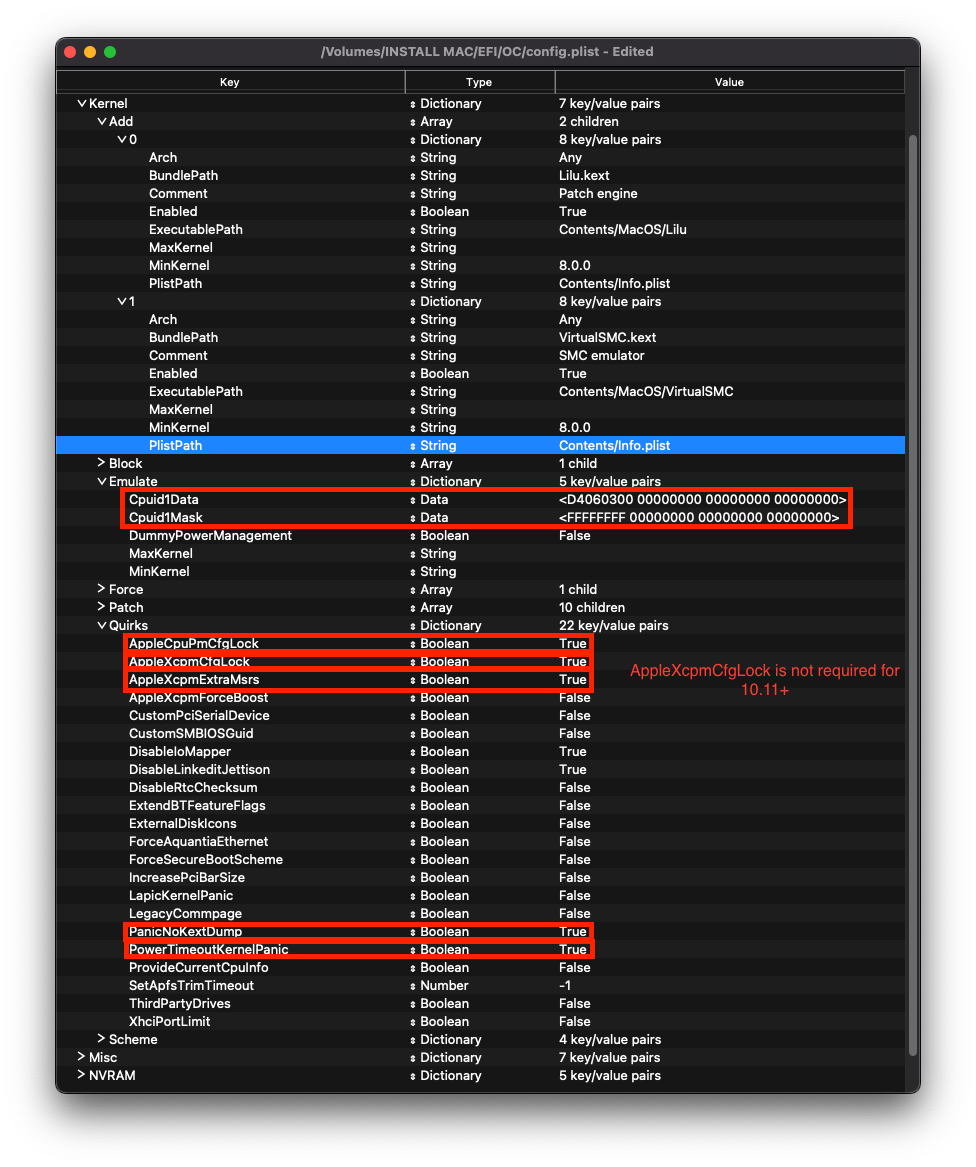 /Volumes/INSTALL MAC/EFI/OC/config.plist - Edited
Key Type Value
Kernel Dictionary 7 key/value pairs
Add Array 2 children
0 Dictionary 8 key/value pairs
Arch String Any
BundlePath String Lilu.kext
Comment String Patch engine
Enabled Boolean True
ExecutablePath String Contents/MacOS/Lilu
MaxKernel String
MinKernel String 8.0.0
PlistPath String Contents/Info.plist
1 Dictionary 8 key/value pairs
Arch String Any
BundlePath String VirtualSMC.kext
Comment String SMC emulator
Enabled Boolean True
ExecutablePath String Contents/MacOS/VirtualSMC
MaxKernel String
MinKernel String 8.0.0
PlistPath String Contents/Info.plist
Block Array 1 child
Emulate Dictionary 5 key/value pairs
Cpuid1Data Data <D4060300 00000000 00000000 00000000>
Cpuid1Mask Data <FFFFFFFF 00000000 00000000 00000000>
DummyPowerManagement Boolean False
MaxKernel String
MinKernel String
Force Array 1 child
Patch Array 10 children
Quirks Dictionary 22 key/value pairs
AppleCpuPmCfgLock Boolean True
AppleXcpmCfgLock Boolean True
AppleXcpmExtraMsrs Boolean True
AppleXcpmCfgLock is not required for
10.11+
AppleXcpmForceBoost Boolean False
CustomPciSerialDevice Boolean False
CustomSMBIOSGuid Boolean False
DisableIoMapper Boolean True
DisableLinkeditJettison Boolean True
DisableRtcChecksum Boolean False
ExtendBTFeatureFlags Boolean False
ExternalDiskIcons Boolean False
ForceAquantiaEthernet Boolean False
ForceSecureBootScheme Boolean False
IncreasePciBarSize Boolean False
LapicKernelPanic Boolean False
LegacyCommpage Boolean False
PanicNoKextDump Boolean True
PowerTimeoutKernelPanic Boolean True
ProvideCurrentCpuInfo Boolean False
SetApfsTrimTimeout Number -1
ThirdPartyDrives Boolean False
XhciPortLimit Boolean False
Scheme Dictionary 4 key/value pairs
Misc Dictionary 7 key/value pairs
NVRAM Dictionary 5 key/value pairs